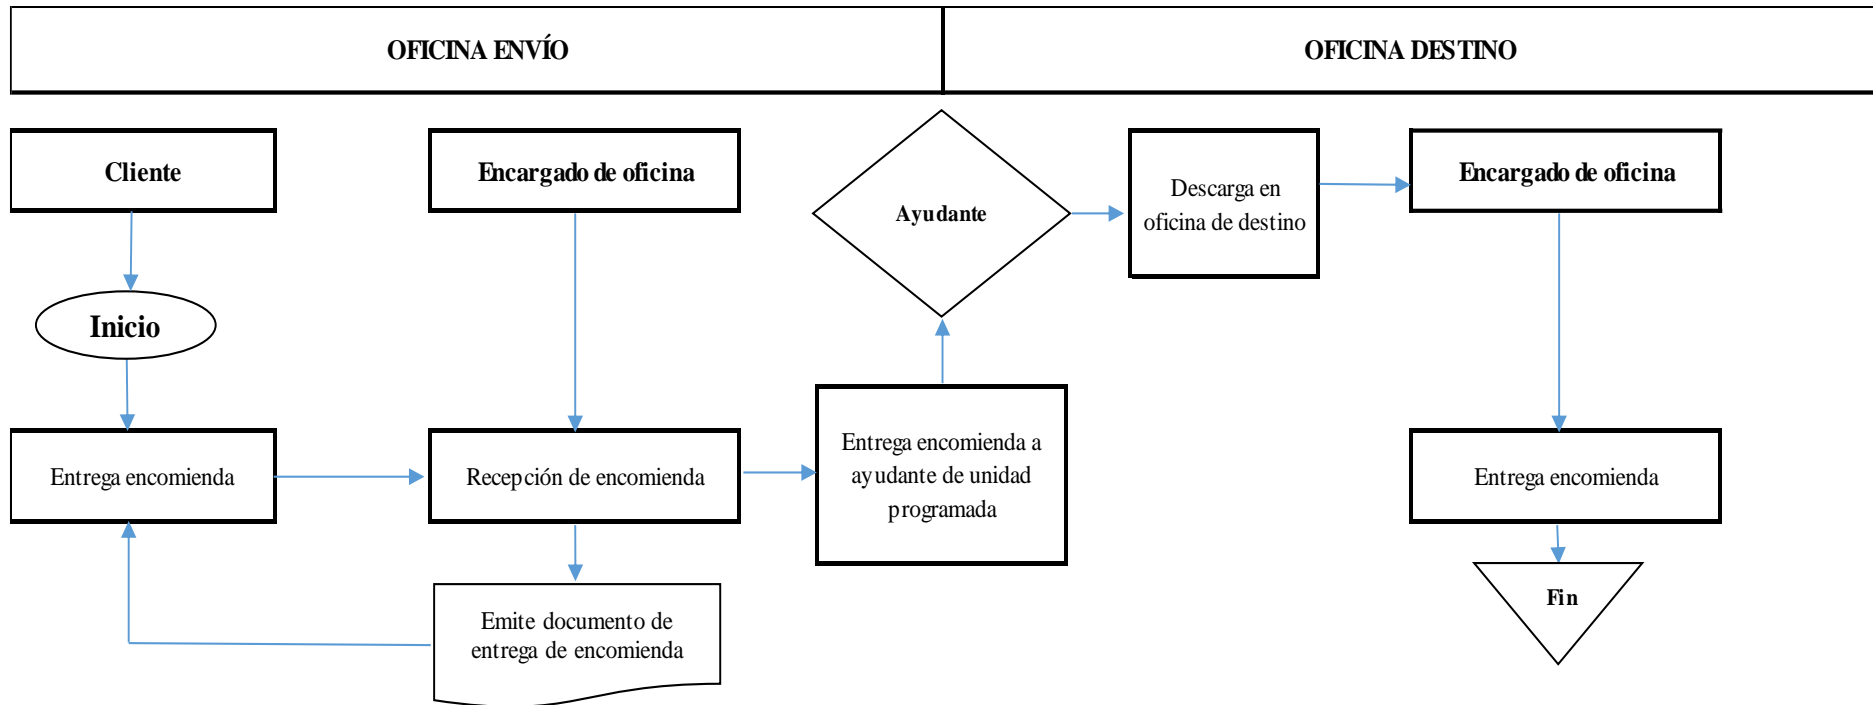 OFICINA ENVÍO
OFICINA DESTINO
Cliente
Encargado de oficina
Ayudante
Descarga en
oficina de destino
Encargado de oficina
Inicio
Entrega encomienda
Recepción de encomienda
Entrega encomienda a
ayudante de unidad
programada
Entrega encomienda
Emite documento de
entrega de encomienda
Fin